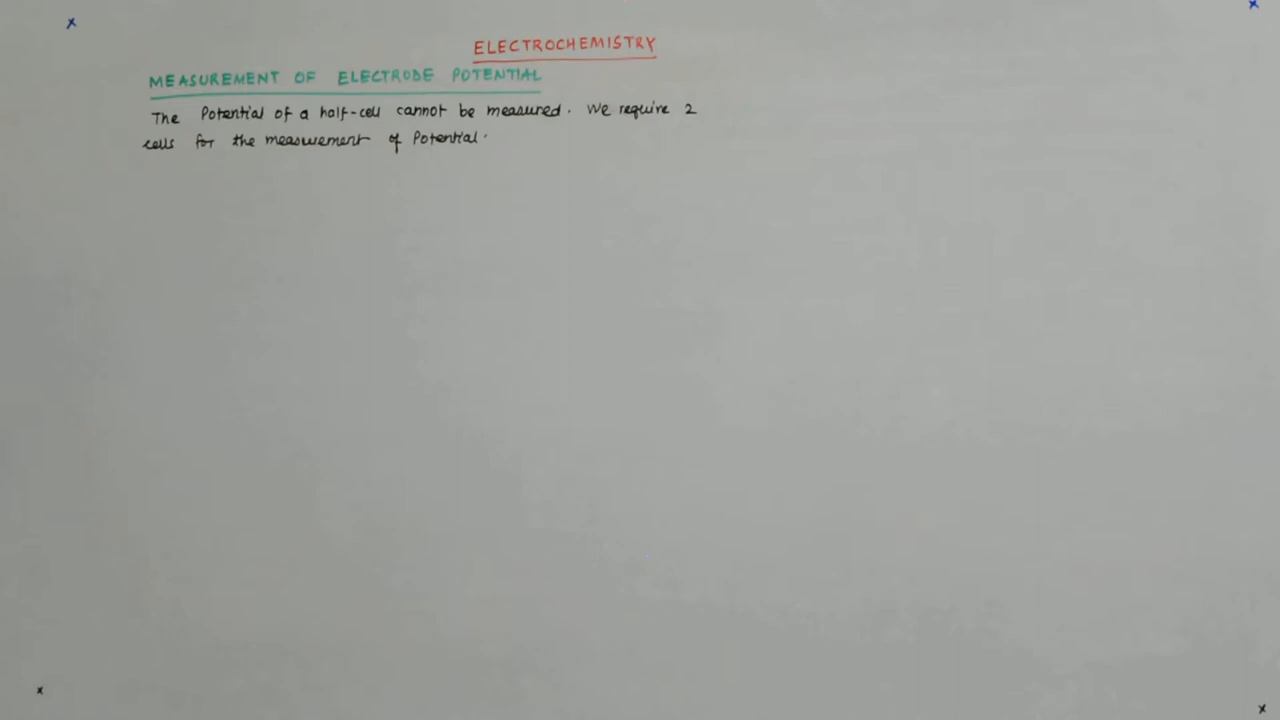 ELECTROCHEMISTRY
MEASUREMENT OF ELECTRODE POTENTIAL
The Potential of a half-cell cannot be measured. We require 2
cells for the measurement of Potential.